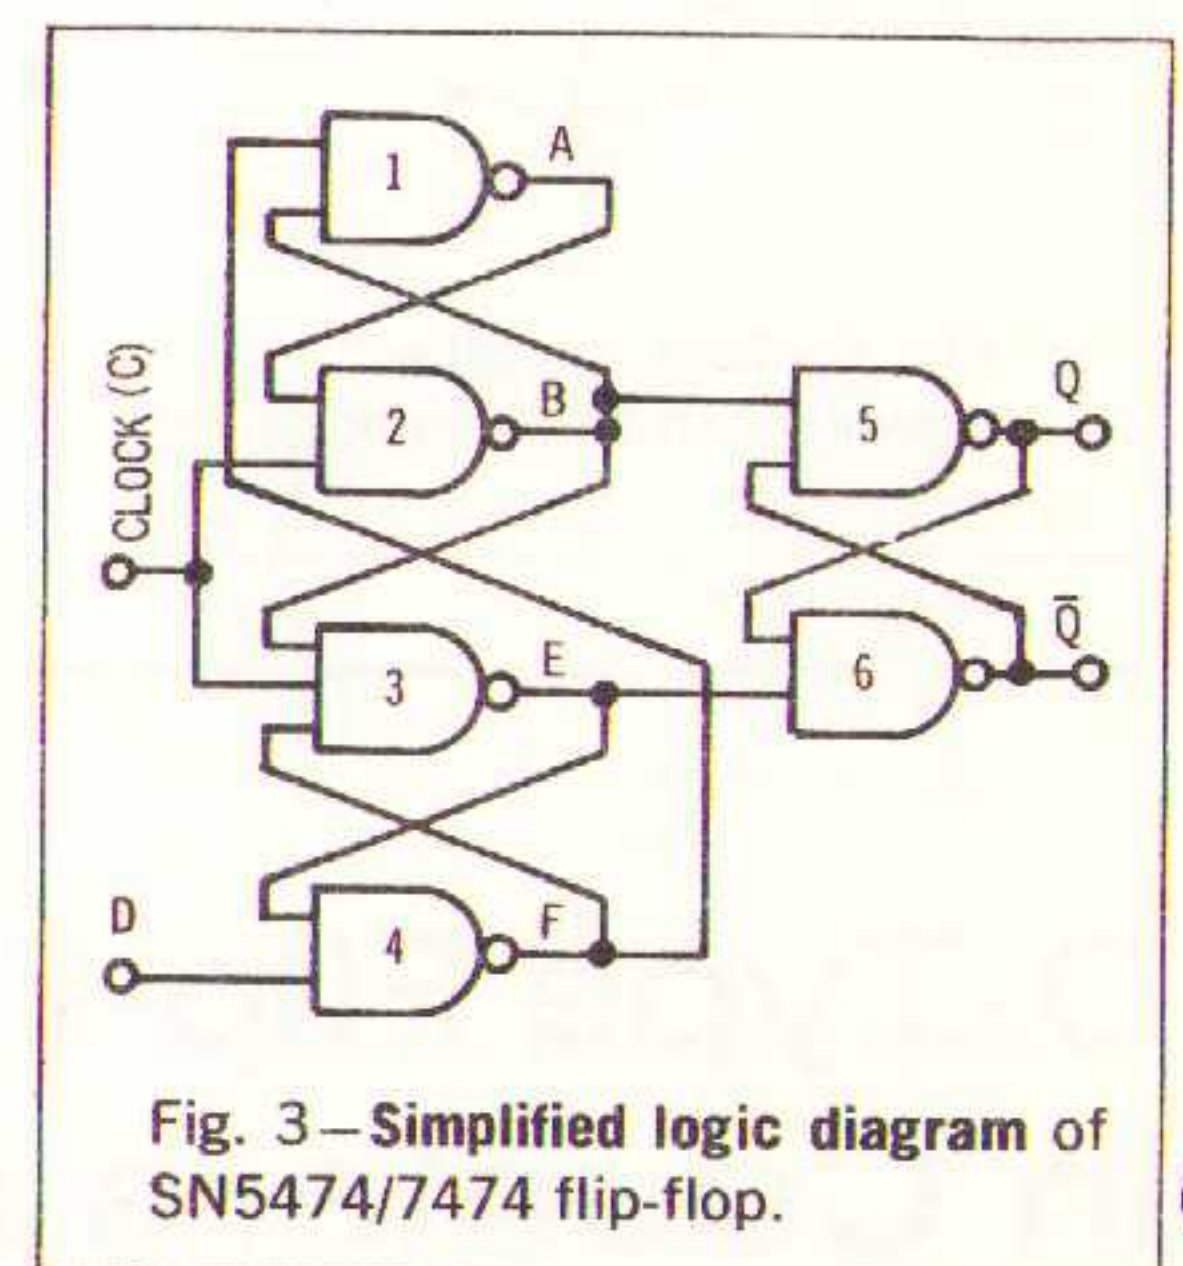 A
1
CLOCK (C)
B
2
Q
5
E
3
Q̅
6
D
F
4
Fig. 3—Simplified logic diagram of
SN5474/7474 flip-flop.